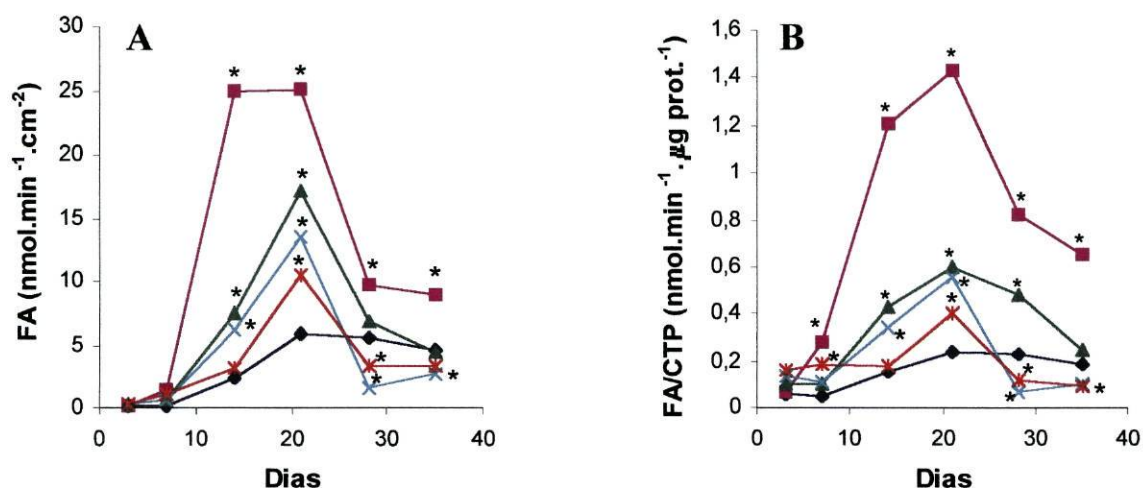 A
FA (nmol.min⁻¹.cm⁻²)
30
25
20
15
10
5
0
0 10 20 30 40
Dias
* * * * * * * * * * * * *
B
FA/CTP (nmol.min⁻¹.µg prot.⁻¹)
1,6
1,4
1,2
1
0,8
0,6
0,4
0,2
0
0 10 20 30 40
Dias
* * * * * * * * * * * * * * *